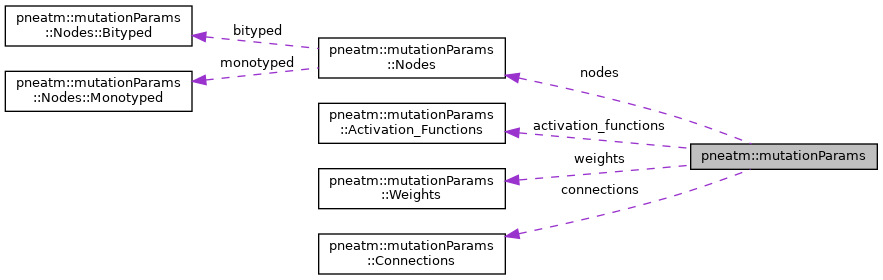 pneatm::mutationParams
::Nodes::Bityped
pneatm::mutationParams
::Nodes::Monotyped
bityped
monotyped
pneatm::mutationParams
::Nodes
pneatm::mutationParams
::Activation_Functions
pneatm::mutationParams
::Weights
pneatm::mutationParams
::Connections
nodes
activation_functions
weights
connections
pneatm::mutationParams